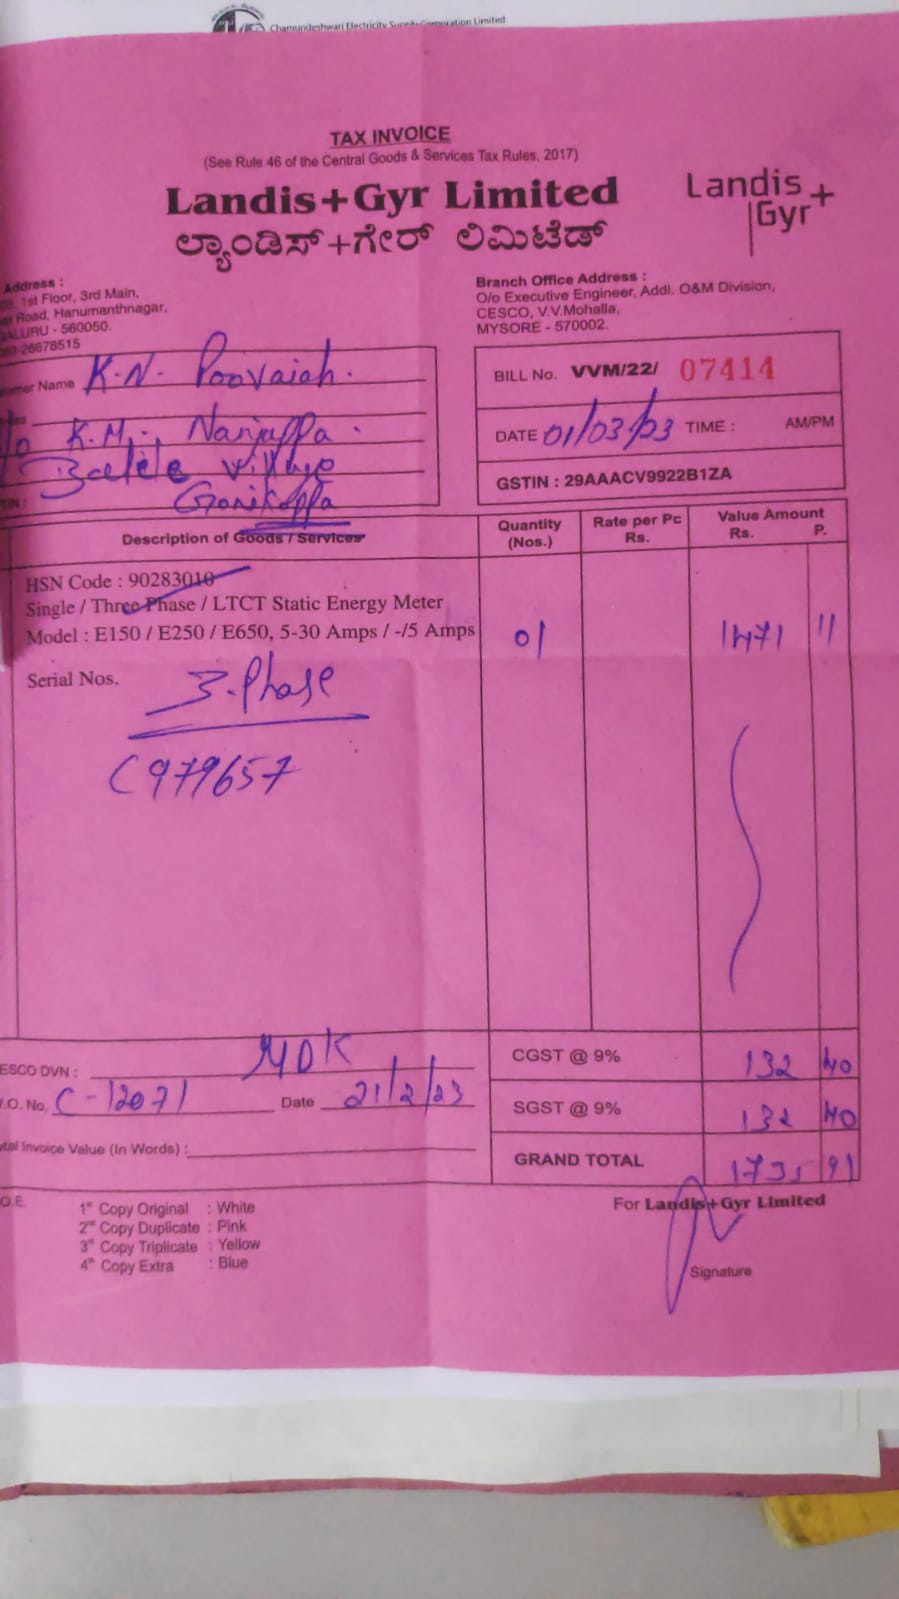 Chamundeshwari Electricity Supply Corporation Limited
TAX INVOICE
(See Rule 46 of the Central Goods & Services Tax Rules, 2017)
Landis+Gyr Limited
Landis+
Gyr
ಲ್ಯಾಂಡಿಸ್+ಗೇರ್ ಲಿಮಿಟೆಡ್
Address :
1st Floor, 3rd Main,
Road, Hanumanthnagar,
ALURU - 560050.
26678515
Branch Office Address :
O/o Executive Engineer, Addl. O&M Division,
CESCO, V.V.Mohalla,
MYSORE - 570002.
Name K.N. Poovaiah.
K.M. Nanjappa.
Balele Village
Gonikoppa
BILL No. VVM/22/ 07414
DATE 01/03/23 TIME : AM/PM
GSTIN : 29AAACV9922B1ZA
Description of Goods / Services
Quantity (Nos.)
Rate per Pc Rs.
Value Amount Rs. P.
HSN Code : 90283010
Single / Three Phase / LTCT Static Energy Meter
Model : E150 / E250 / E650, 5-30 Amps / -/5 Amps 01 1471 11
Serial Nos. 3-Phase
C979657
ESCO DVN : MDK
CGST @ 9% 132 40
.O. No. C-12071 Date 21/2/23
SGST @ 9% 132 40
Invoice Value (In Words) :
GRAND TOTAL 1735 91
O.E.
1st Copy Original : White
2nd Copy Duplicate : Pink
3rd Copy Triplicate : Yellow
4th Copy Extra : Blue
For Landis+Gyr Limited
Signature